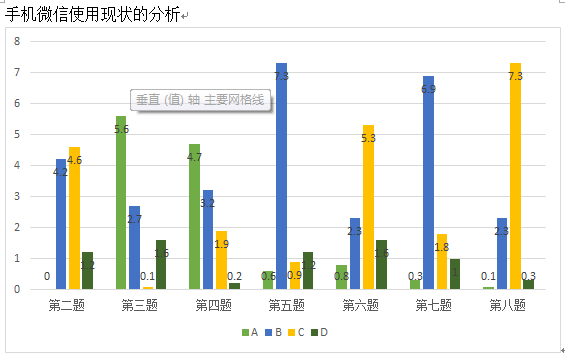 手机微信使用现状的分析
8
7
6
5
4
3
2
1
0
垂直 (值) 轴 主要网格线
0 4.2 4.6 1.2
5.6 2.7 0.1 1.6
4.7 3.2 1.9 0.2
0.6 7.3 0.9 1.2
0.8 2.3 5.3 1.6
0.3 6.9 1.8 1
0.1 2.3 7.3 0.3
第二题 第三题 第四题 第五题 第六题 第七题 第八题
A B C D